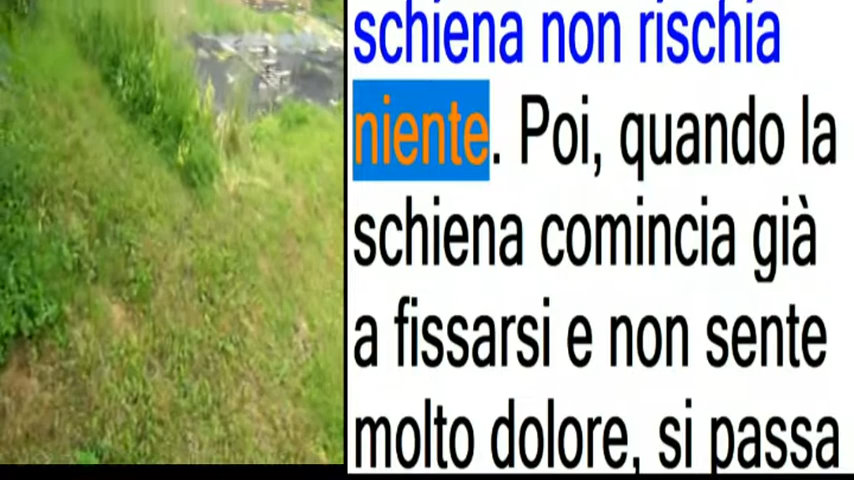 schiena non rischia
niente. Poi, quando la
schiena comincia già
a fissarsi e non sente
molto dolore, si passa